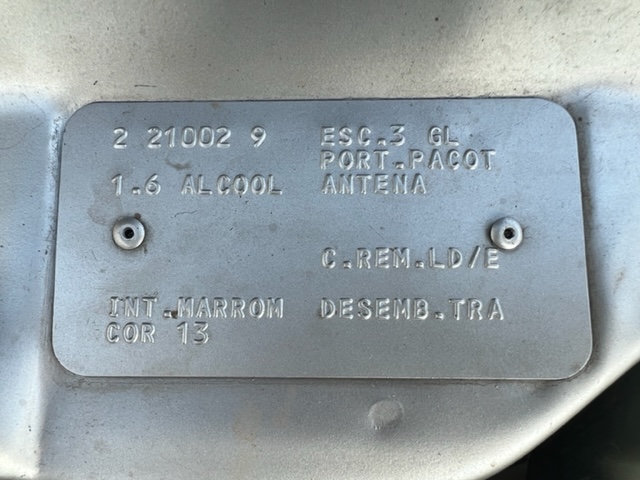 2 21002 9 ESC.3 GL
PORT.PACOT
1.6 ALCOOL ANTENA
C.REM.LD/E
INT.MARROM DESEMB.TRA
COR 13